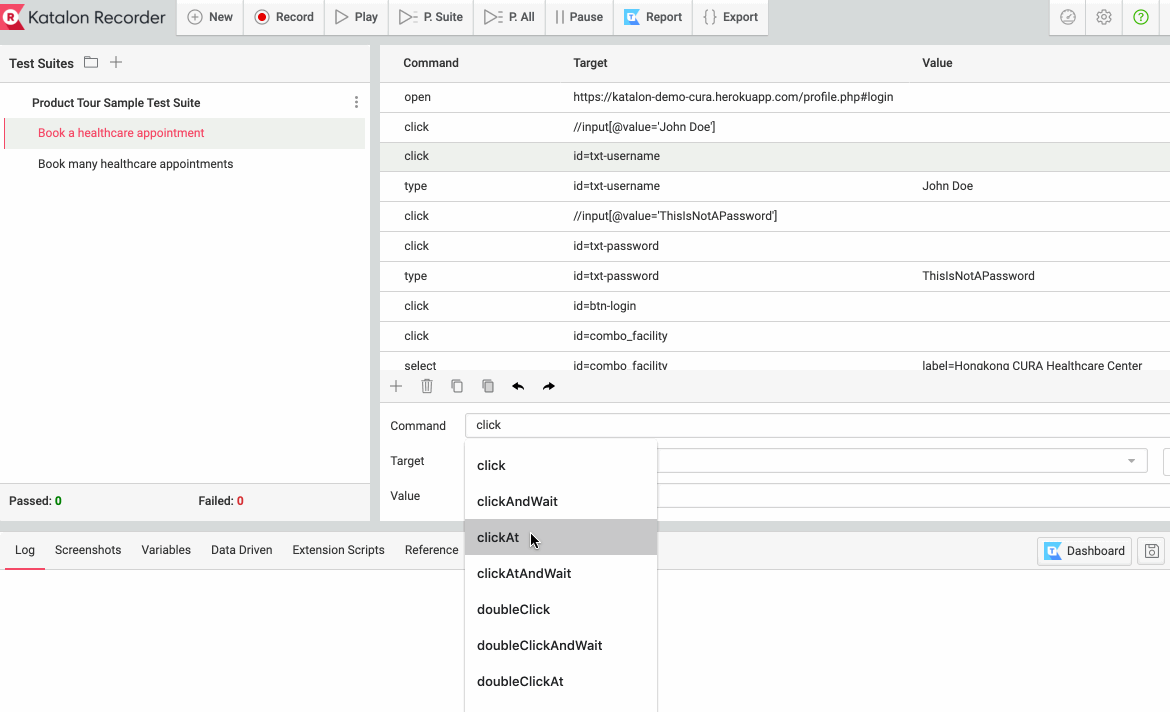 R Katalon Recorder New Record Play P. Suite P. All Pause Report Export
Test Suites
Product Tour Sample Test Suite
Book a healthcare appointment
Book many healthcare appointments
Passed: 0 Failed: 0
Command Target Value
open https://katalon-demo-cura.herokuapp.com/profile.php#login
click //input[@value='John Doe']
click id=txt-username
type id=txt-username John Doe
click //input[@value='ThisIsNotAPassword']
click id=txt-password
type id=txt-password ThisIsNotAPassword
click id=btn-login
click id=combo_facility
select id=combo_facility label=Hongkong CURA Healthcare Center
Command click
Target
Value
click
clickAndWait
clickAt
clickAtAndWait
doubleClick
doubleClickAndWait
doubleClickAt
Log Screenshots Variables Data Driven Extension Scripts Reference Dashboard